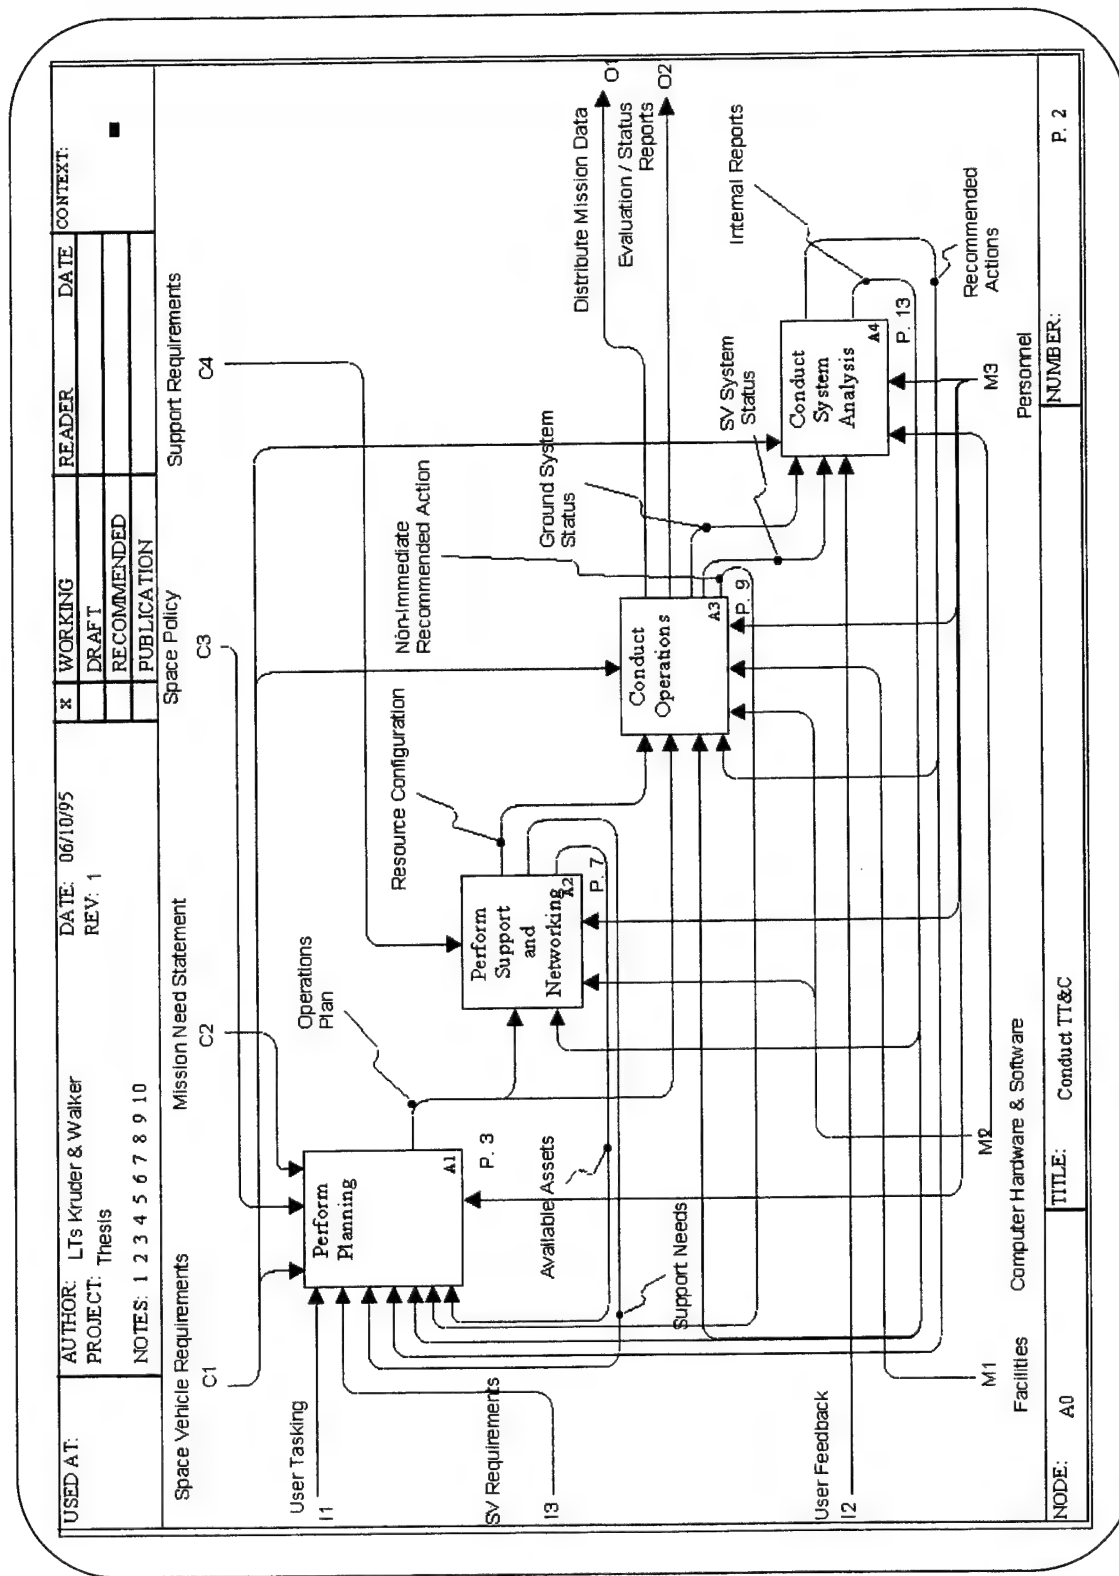 USED AT:
AUTHOR: LTs Kruder & Walker
PROJECT: Thesis
NOTES: 1 2 3 4 5 6 7 8 9 10
DATE: 06/10/95
REV: 1
x WORKING
DRAFT
RECOMMENDED
PUBLICATION
READER DATE
CONTEXT:
Space Vehicle Requirements
Mission Need Statement
Space Policy
Support Requirements
C1
C2
C3
C4
User Tasking
I1
SV Requirements
I3
User Feedback
I2
Perform
Planning
A1
P. 3
Operations
Plan
Available Assets
Support Needs
Perform
Support
and
Networking
A2
P. 7
Resource Configuration
Conduct
Operations
A3
P. 9
Non-Immediate
Recommended Action
Ground System
Status
SV System
Status
Conduct
System
Analysis
A4
P. 13
Distribute Mission Data
O1
Evaluation / Status
Reports
O2
Internal Reports
Recommended
Actions
M1
M2
M3
Facilities
Computer Hardware & Software
Personnel
NODE: A0
TITLE: Conduct TT&C
NUMBER: P. 2